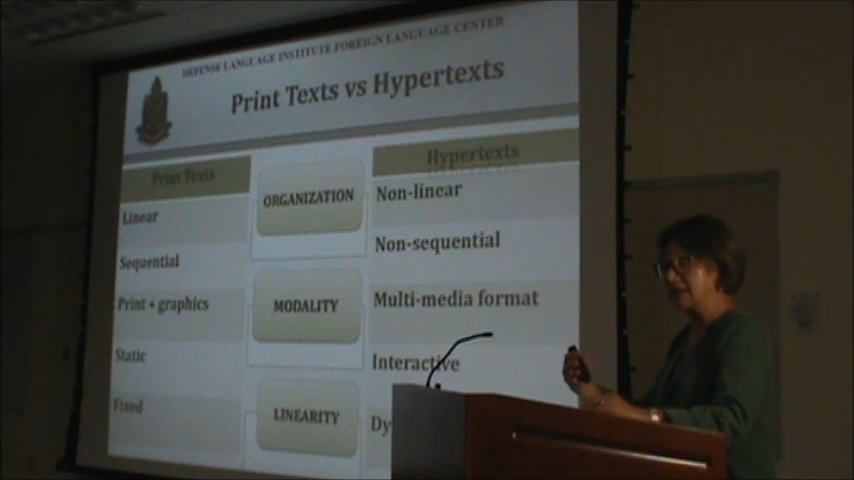 DEFENSE LANGUAGE INSTITUTE FOREIGN LANGUAGE CENTER
Print Texts vs Hypertexts
Print Texts
Hypertexts
ORGANIZATION
Linear
Non-linear
Sequential
Non-sequential
MODALITY
Print + graphics
Multi-media format
Static
Interactive
LINEARITY
Fixed
Dy